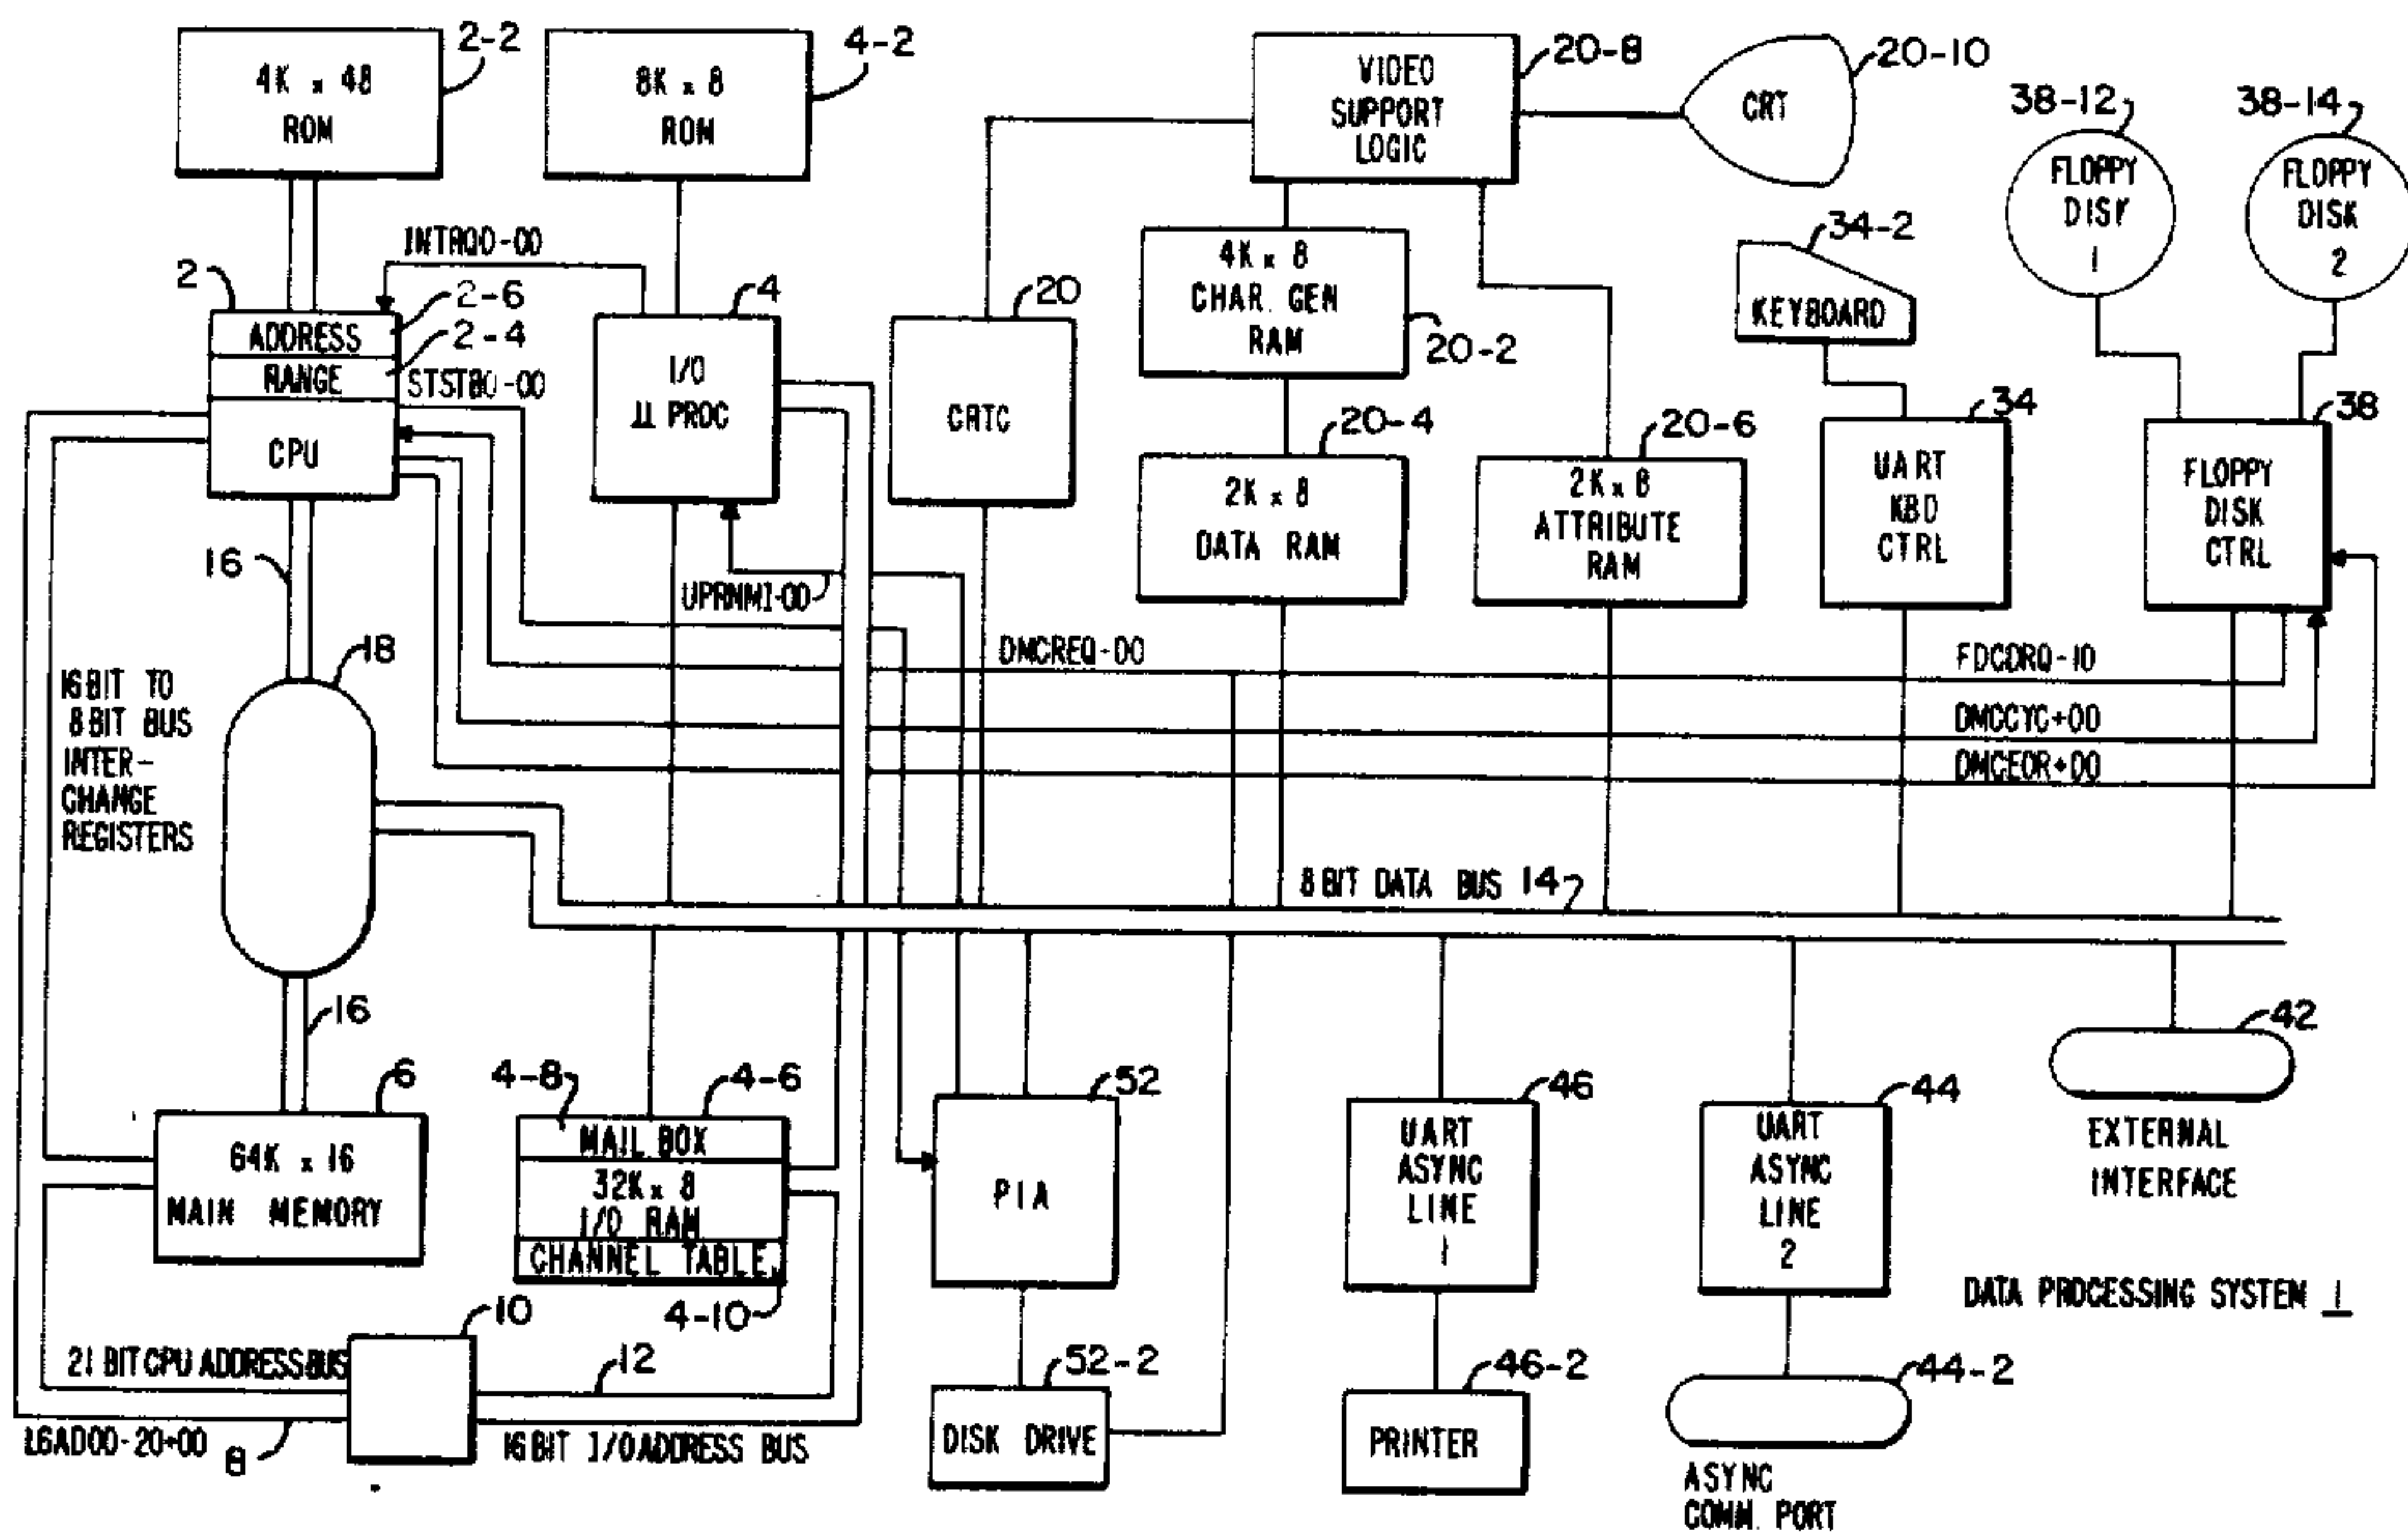 2-2
4K x 48
ROM
4-2
8K x 8
ROM
20-8
VIDEO
SUPPORT
LOGIC
20-10
CRT
38-12
FLOPPY
DISK
1
38-14
FLOPPY
DISK
2
INTRQ0-00
2
2-6
ADDRESS
2-4
RANGE
STSTB0-00
CPU
4
I/O
μ PROC
20
CRTC
4K x 8
CHAR. GEN
RAM
20-2
34-2
KEYBOARD
20-4
2K x 8
DATA RAM
20-6
2K x 8
ATTRIBUTE
RAM
34
UART
KBD
CTRL
38
FLOPPY
DISK
CTRL
16
UPRNMI-00
18
16 BIT TO
8 BIT BUS
INTER-
CHANGE
REGISTERS
DMCREQ-00
FDCDRQ-10
DMCCYC+00
DMCEOR+00
8 BIT DATA BUS 14
16
6
64K x 16
MAIN MEMORY
4-8
4-6
MAIL BOX
32K x 8
I/O RAM
CHANNEL TABLE
4-10
52
PIA
46
UART
ASYNC
LINE
1
44
UART
ASYNC
LINE
2
42
EXTERNAL
INTERFACE
DATA PROCESSING SYSTEM 1
10
21 BIT CPU ADDRESS BUS
12
LBAD00-20+00
8
16 BIT I/O ADDRESS BUS
52-2
DISK DRIVE
46-2
PRINTER
44-2
ASYNC
COMM. PORT